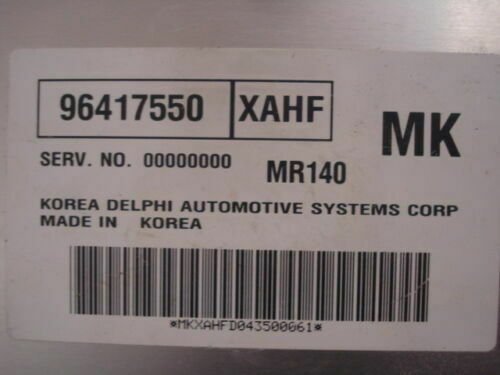 96417550 XAHF MK
SERV. NO. 00000000 MR140
KOREA DELPHI AUTOMOTIVE SYSTEMS CORP
MADE IN KOREA
*MKXAHFD043500061*